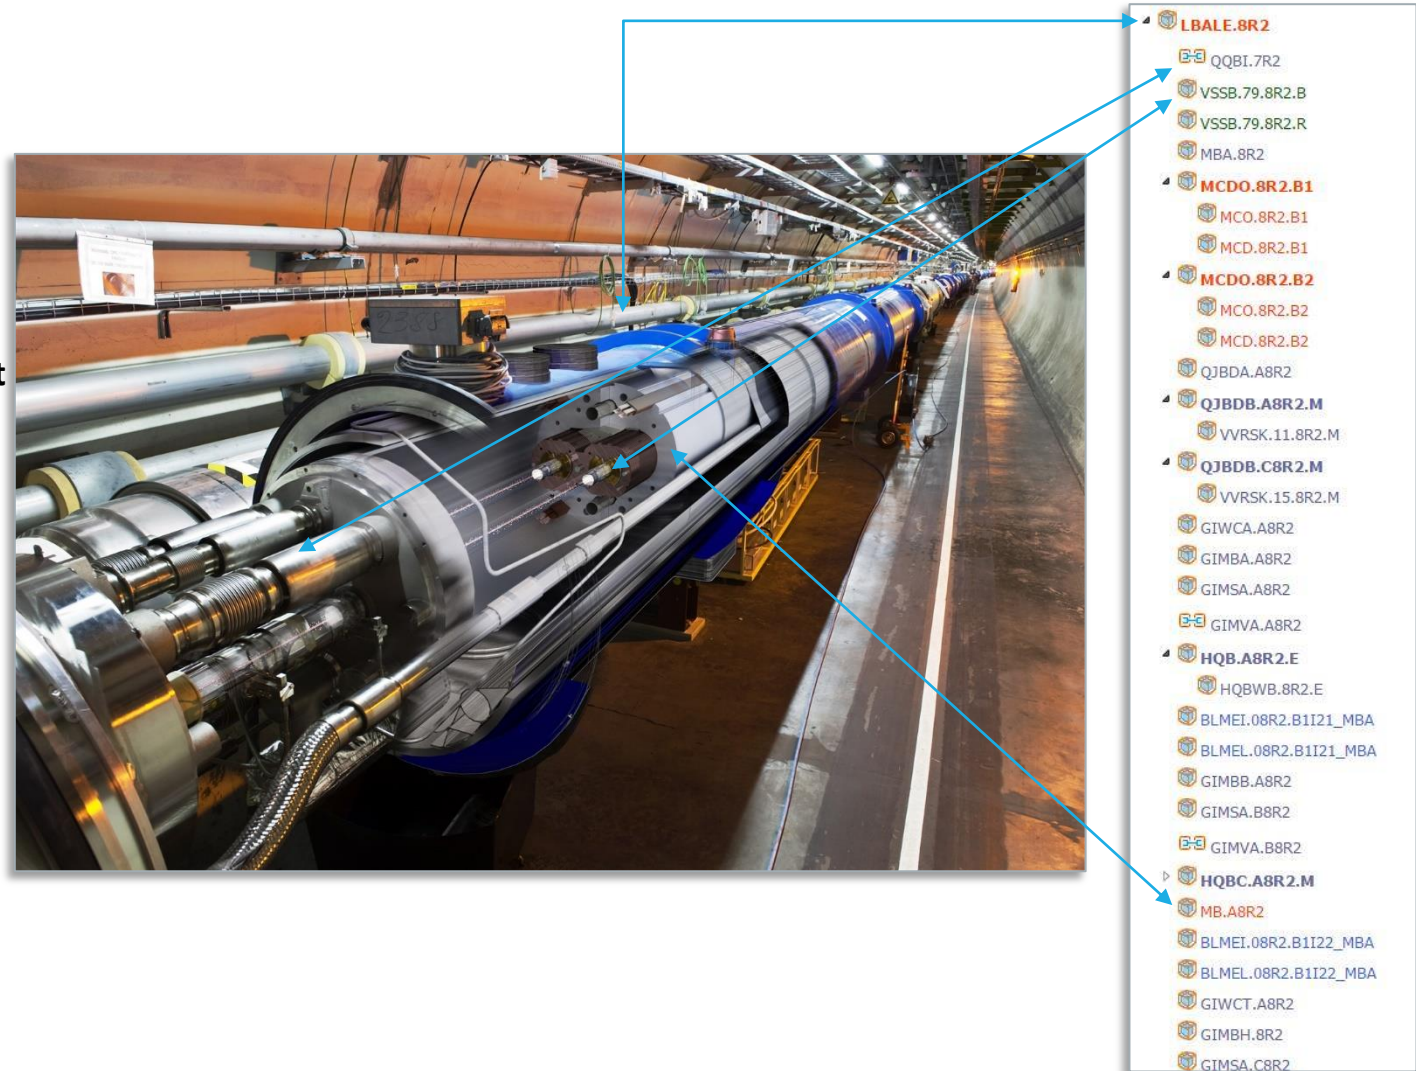 LBALE.8R2
QQBI.7R2
VSSB.79.8R2.B
VSSB.79.8R2.R
MBA.8R2
MCDO.8R2.B1
MCO.8R2.B1
MCD.8R2.B1
MCDO.8R2.B2
MCO.8R2.B2
MCD.8R2.B2
t
QJBDA.A8R2
QJBDB.A8R2.M
VVRSK.11.8R2.M
QJBDB.C8R2.M
VVRSK.15.8R2.M
GIWCA.A8R2
GIMBA.A8R2
GIMSA.A8R2
GIMVA.A8R2
HQB.A8R2.E
HQBWB.8R2.E
BLMEI.08R2.B1I21_MBA
BLMEL.08R2.B1I21_MBA
GIMBB.A8R2
GIMSA.B8R2
GIMVA.B8R2
HQBC.A8R2.M
MB.A8R2
BLMEI.08R2.B1I22_MBA
BLMEL.08R2.B1I22_MBA
GIWCT.A8R2
GIMBH.8R2
GIMSA.C8R2
2388